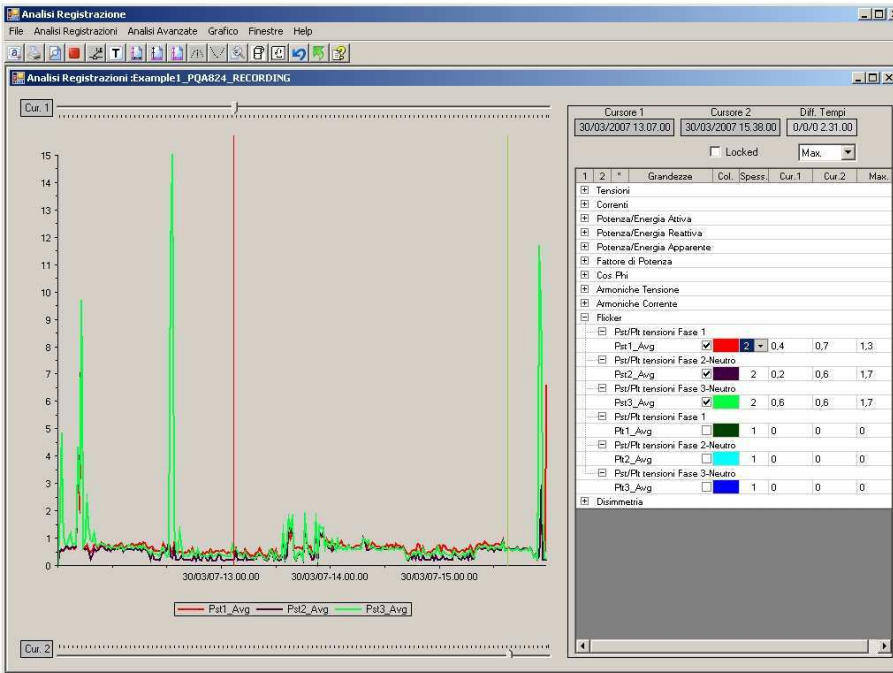 Analisi Registrazione
File Analisi Registrazioni Analisi Avanzate Grafico Finestre Help
Analisi Registrazioni :Example1_PQA824_RECORDING
Cur. 1
Cursore 1 Cursore 2 Diff. Tempi
30/03/2007 13.07.00 30/03/2007 15.38.00 0/0/0 2.31.00
Locked Max.
1 2 * Grandezze Col. Spess. Cur.1 Cur.2 Max.
Tensioni
Correnti
Potenza/Energia Attiva
Potenza/Energia Reattiva
Potenza/Energia Apparente
Fattore di Potenza
Cos Phi
Armoniche Tensione
Armoniche Corrente
Flicker
Pst/Plt tensioni Fase 1
Pst1_Avg 2 0,4 0,7 1,3
Pst/Plt tensioni Fase 2-Neutro
Pst2_Avg 2 0,2 0,6 1,7
Pst/Plt tensioni Fase 3-Neutro
Pst3_Avg 2 0,6 0,6 1,7
Pst/Plt tensioni Fase 1
Plt1_Avg 1 0 0 0
Pst/Plt tensioni Fase 2-Neutro
Plt2_Avg 1 0 0 0
Pst/Plt tensioni Fase 3-Neutro
Plt3_Avg 1 0 0 0
Disimmetria
15
14
13
12
11
10
9
8
7
6
5
4
3
2
1
0
30/03/07-13.00.00 30/03/07-14.00.00 30/03/07-15.00.00
Pst1_Avg Pst2_Avg Pst3_Avg
Cur. 2